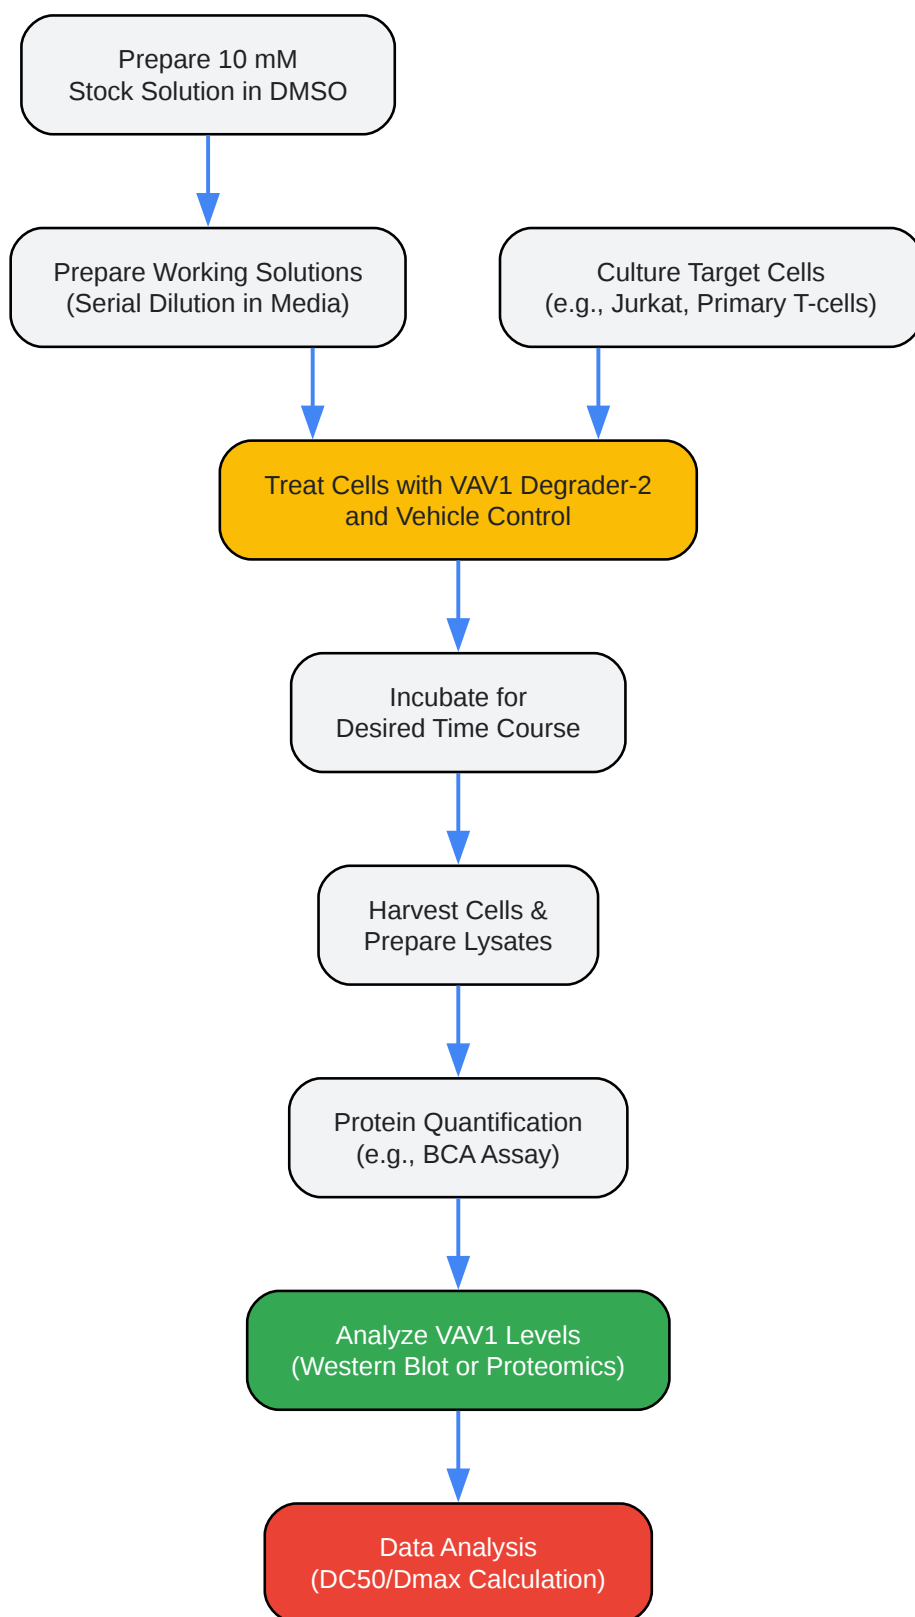 Prepare 10 mM
Stock Solution in DMSO
Prepare Working Solutions
(Serial Dilution in Media)
Culture Target Cells
(e.g., Jurkat, Primary T-cells)
Treat Cells with VAV1 Degrader-2
and Vehicle Control
Incubate for
Desired Time Course
Harvest Cells &
Prepare Lysates
Protein Quantification
(e.g., BCA Assay)
Analyze VAV1 Levels
(Western Blot or Proteomics)
Data Analysis
(DC50/Dmax Calculation)